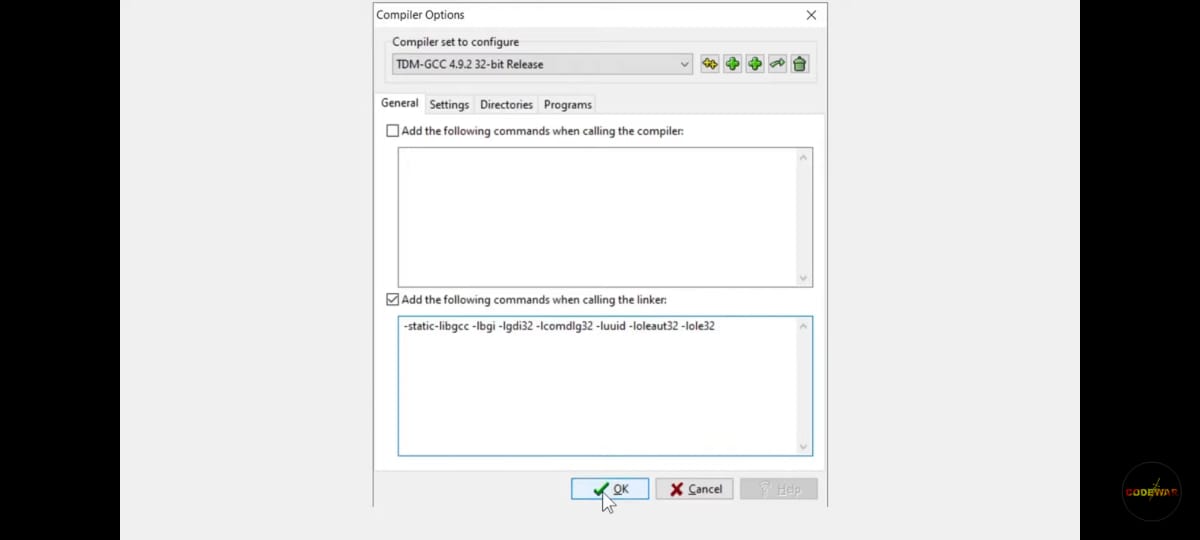 Compiler Options
Compiler set to configure
TDM-GCC 4.9.2 32-bit Release
General Settings Directories Programs
Add the following commands when calling the compiler:
Add the following commands when calling the linker:
-static-libgcc -lbgi -lgdi32 -lcomdlg32 -luuid -loleaut32 -lole32
OK Cancel Help
CODEWAR